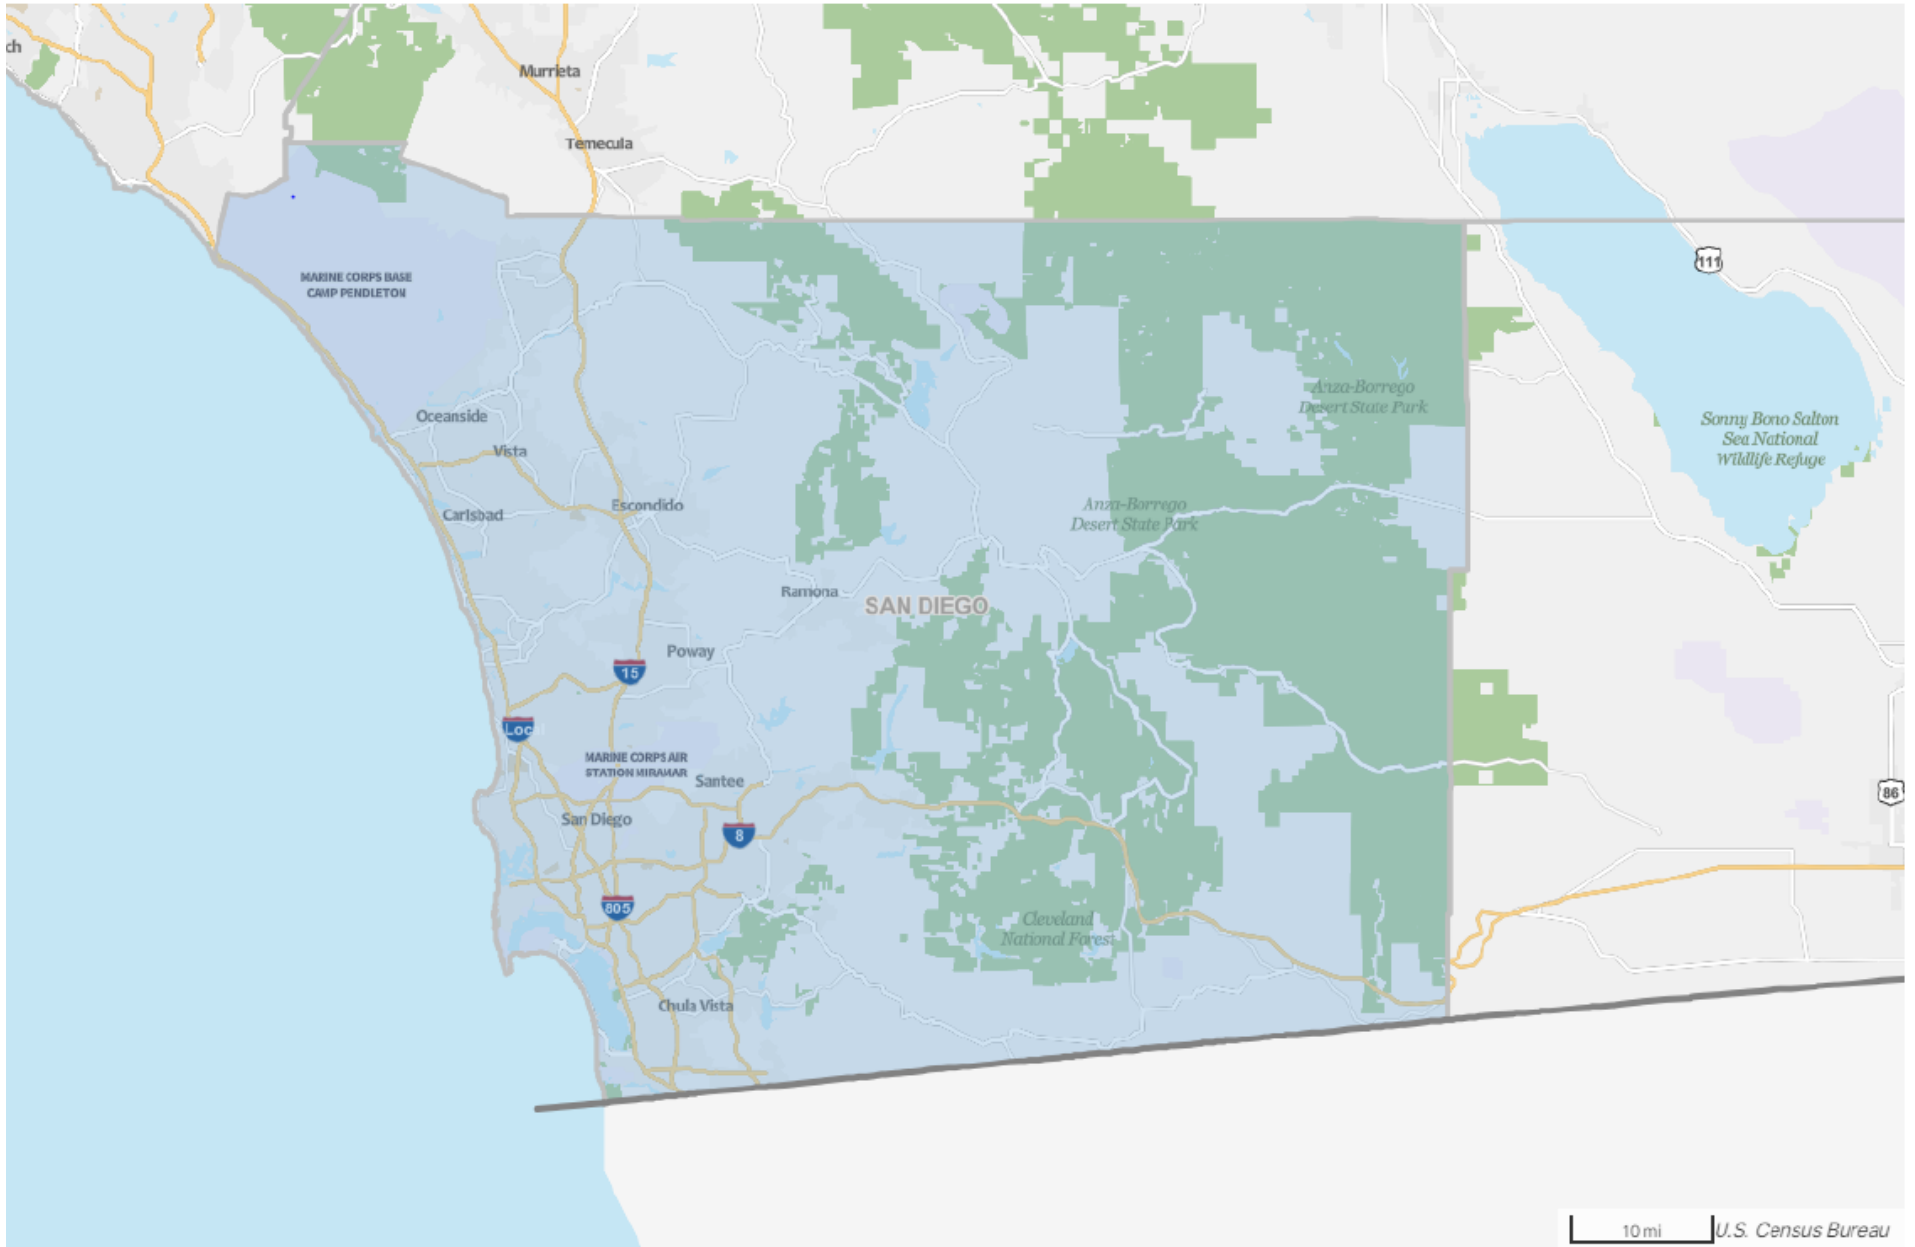 ch
Murrieta
Temecula
111
MARINE CORPS BASE
CAMP PENDLETON
Anza-Borrego
Desert State Park
Oceanside
Sonny Bono Salton
Sea National
Wildlife Refuge
Vista
Escondido
Anza-Borrego
Desert State Park
Carlsbad
Ramona
SAN DIEGO
Poway
15
Loc
MARINE CORPS AIR
STATION MIRAMAR
Santee
86
San Diego
8
805
Cleveland
National Forest
Chula Vista
10 mi
U.S. Census Bureau